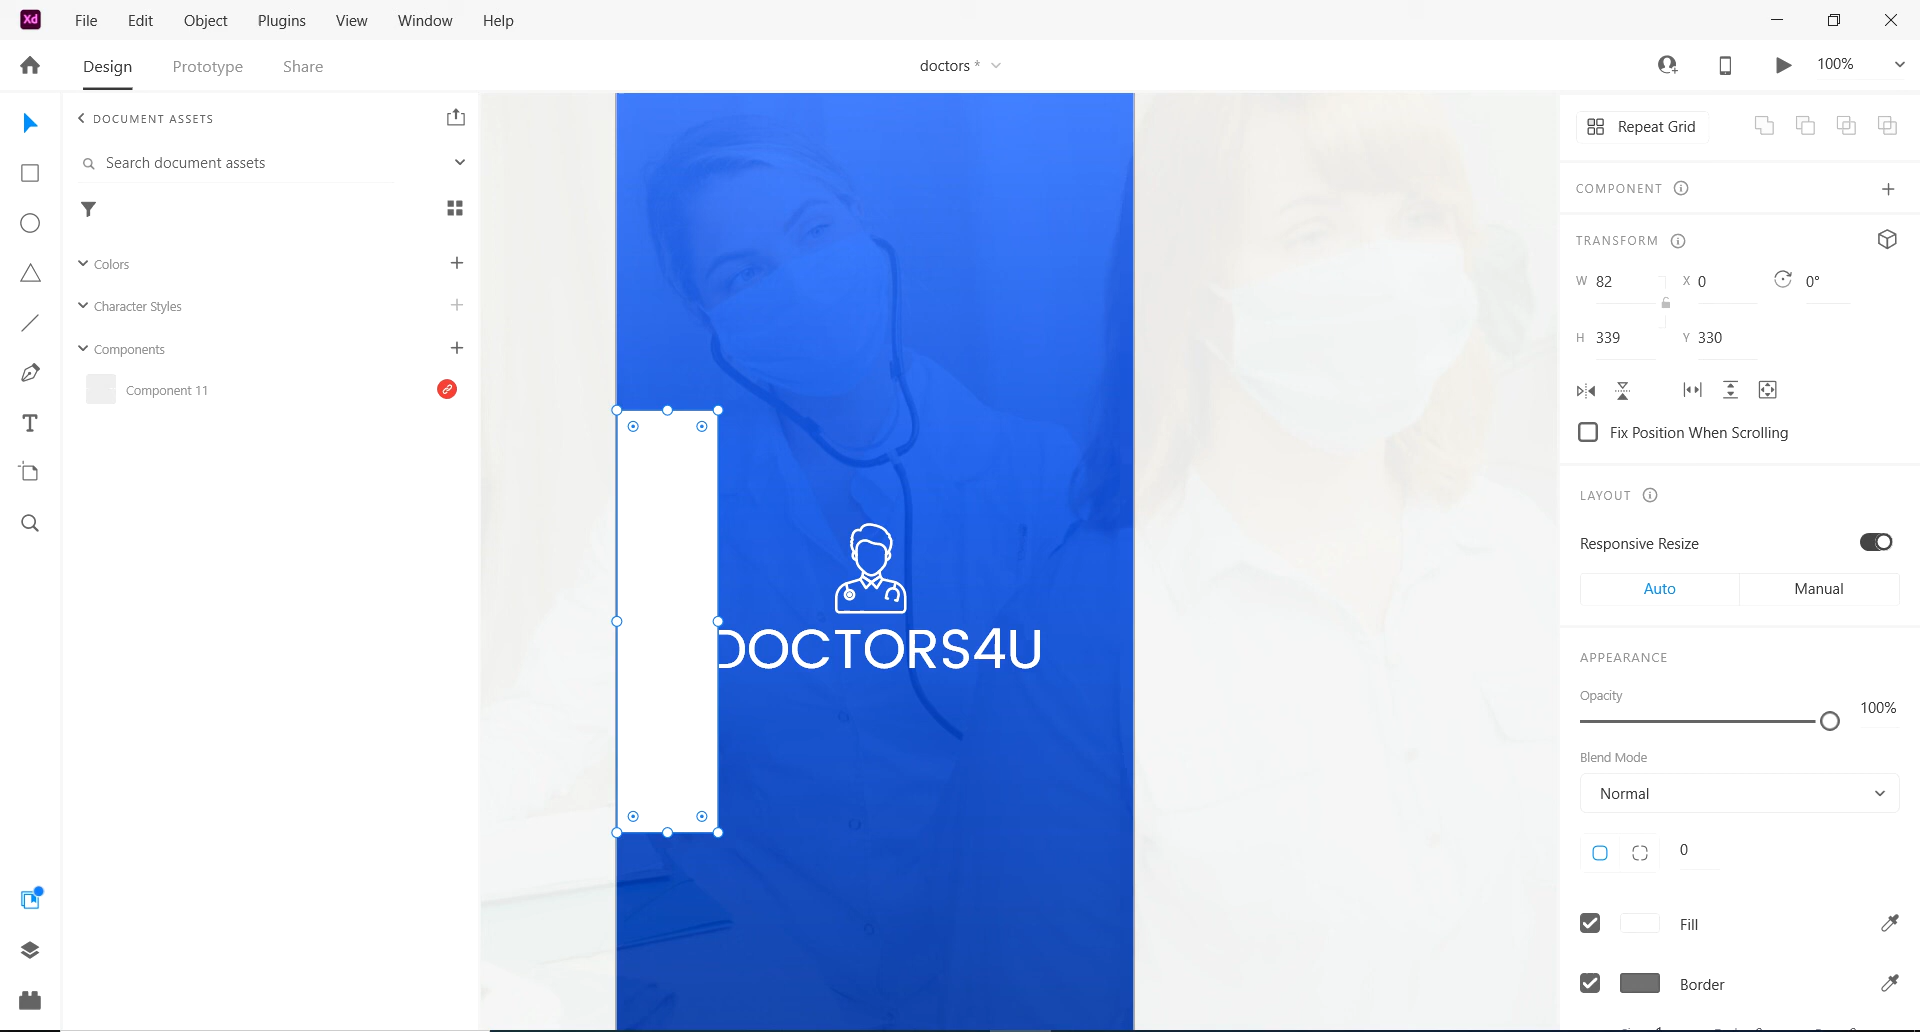 Xd File Edit Object Plugins View Window Help
Design Prototype Share doctors * 100%
DOCUMENT ASSETS
Search document assets
Colors
Character Styles
Components
Component 11
DOCTORS4U
Repeat Grid
COMPONENT
TRANSFORM
W 82 X 0 0°
H 339 Y 330
Fix Position When Scrolling
LAYOUT
Responsive Resize
Auto Manual
APPEARANCE
Opacity
100%
Blend Mode
Normal
0
Fill
Border